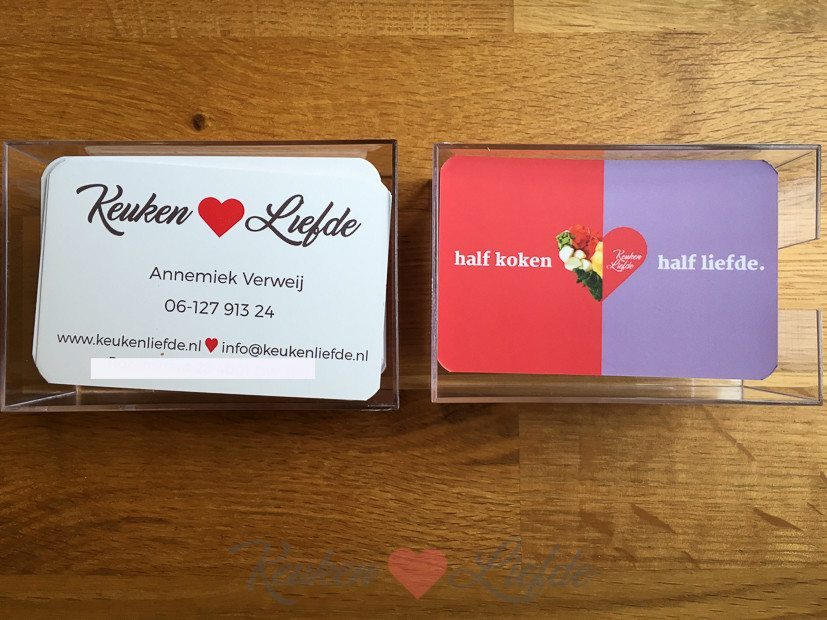 Keuken Liefde
Annemiek Verweij
06-127 913 24
www.keukenliefde.nl info@keukenliefde.nl
half koken
Keuken
Liefde
half liefde.
Keuken Liefde